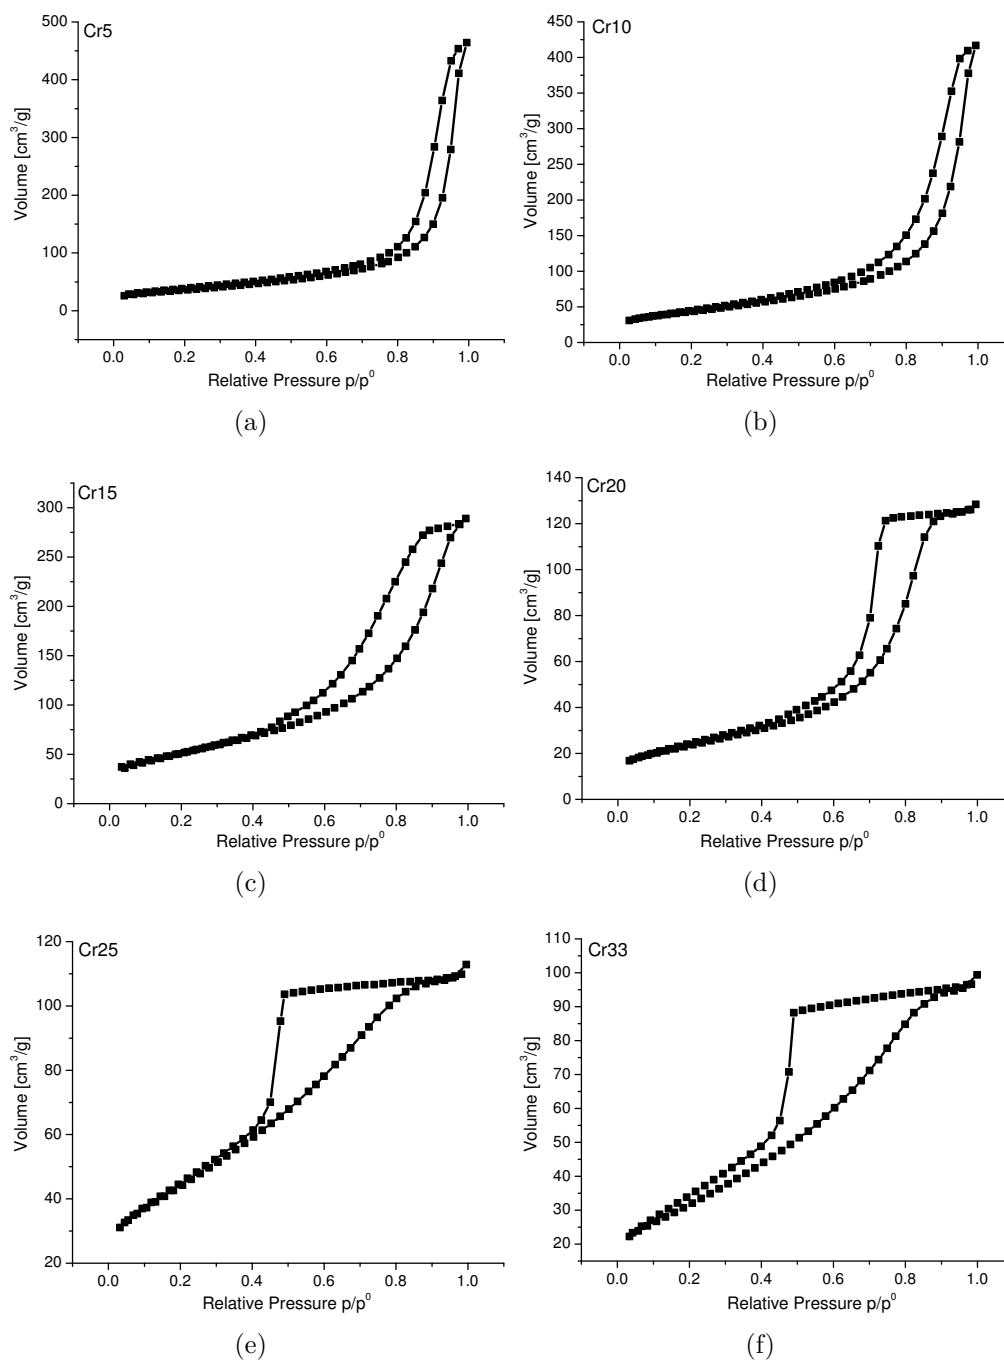 Cr5
500
400
300
200
100
0
Volume [cm³/g]
0.0 0.2 0.4 0.6 0.8 1.0
Relative Pressure p/p⁰
(a)
Cr10
450
400
350
300
250
200
150
100
50
0
Volume [cm³/g]
0.0 0.2 0.4 0.6 0.8 1.0
Relative Pressure p/p⁰
(b)
Cr15
300
250
200
150
100
50
0
Volume [cm³/g]
0.0 0.2 0.4 0.6 0.8 1.0
Relative Pressure p/p⁰
(c)
Cr20
140
120
100
80
60
40
20
0
Volume [cm³/g]
0.0 0.2 0.4 0.6 0.8 1.0
Relative Pressure p/p⁰
(d)
Cr25
120
100
80
60
40
20
Volume [cm³/g]
0.0 0.2 0.4 0.6 0.8 1.0
Relative Pressure p/p⁰
(e)
Cr33
110
100
90
80
70
60
50
40
30
20
Volume [cm³/g]
0.0 0.2 0.4 0.6 0.8 1.0
Relative Pressure p/p⁰
(f)